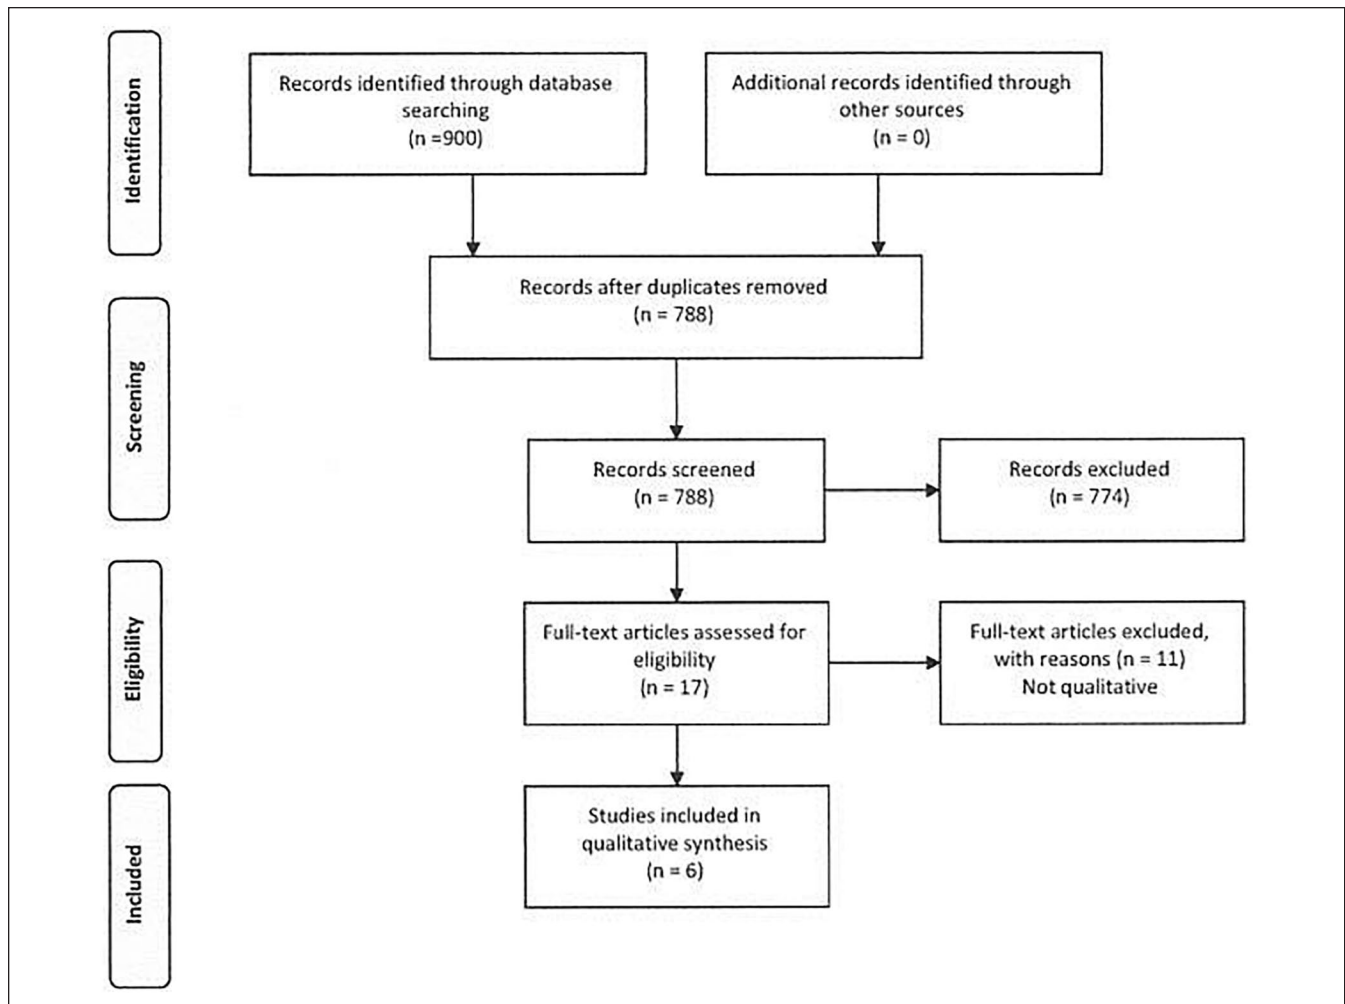 Identification
Records identified through database
searching
(n =900)
Additional records identified through
other sources
(n = 0)
Records after duplicates removed
(n = 788)
Screening
Records screened
(n = 788)
Records excluded
(n = 774)
Eligibility
Full-text articles assessed for
eligibility
(n = 17)
Full-text articles excluded,
with reasons (n = 11)
Not qualitative
Included
Studies included in
qualitative synthesis
(n = 6)